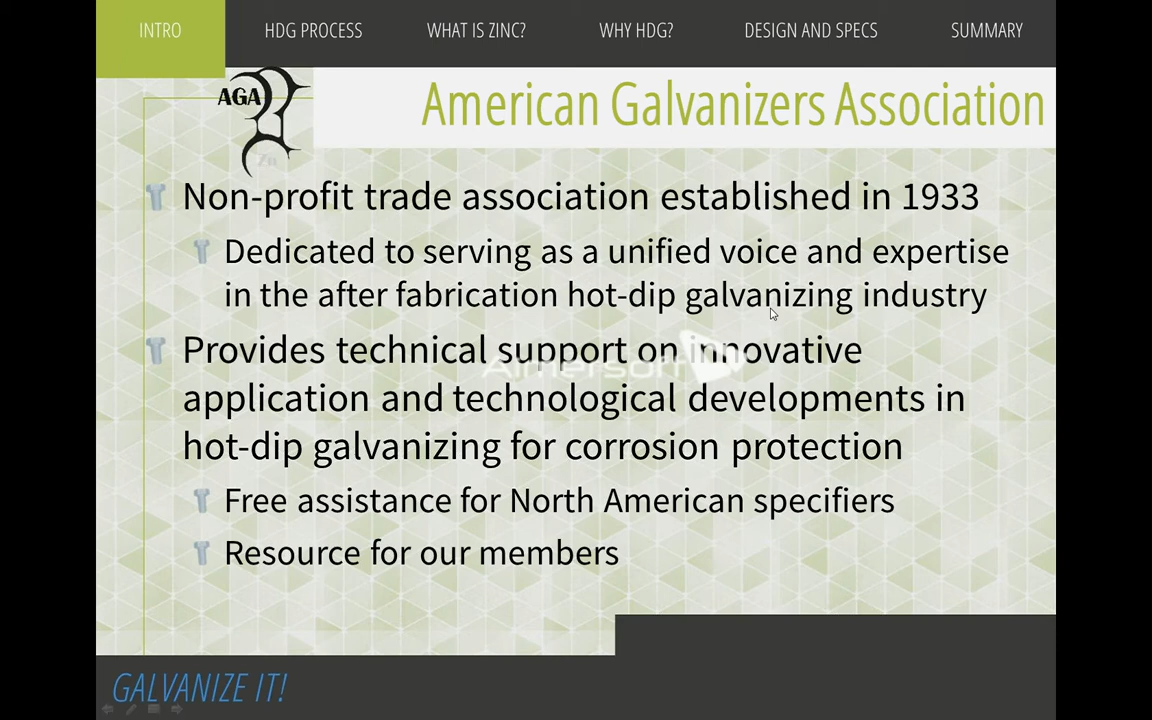 INTRO HDG PROCESS WHAT IS ZINC? WHY HDG? DESIGN AND SPECS SUMMARY
AGA
Zn
American Galvanizers Association
Non-profit trade association established in 1933
Dedicated to serving as a unified voice and expertise
in the after fabrication hot-dip galvanizing industry
Provides technical support on innovative
Aimersoft
application and technological developments in
hot-dip galvanizing for corrosion protection
Free assistance for North American specifiers
Resource for our members
GALVANIZE IT!